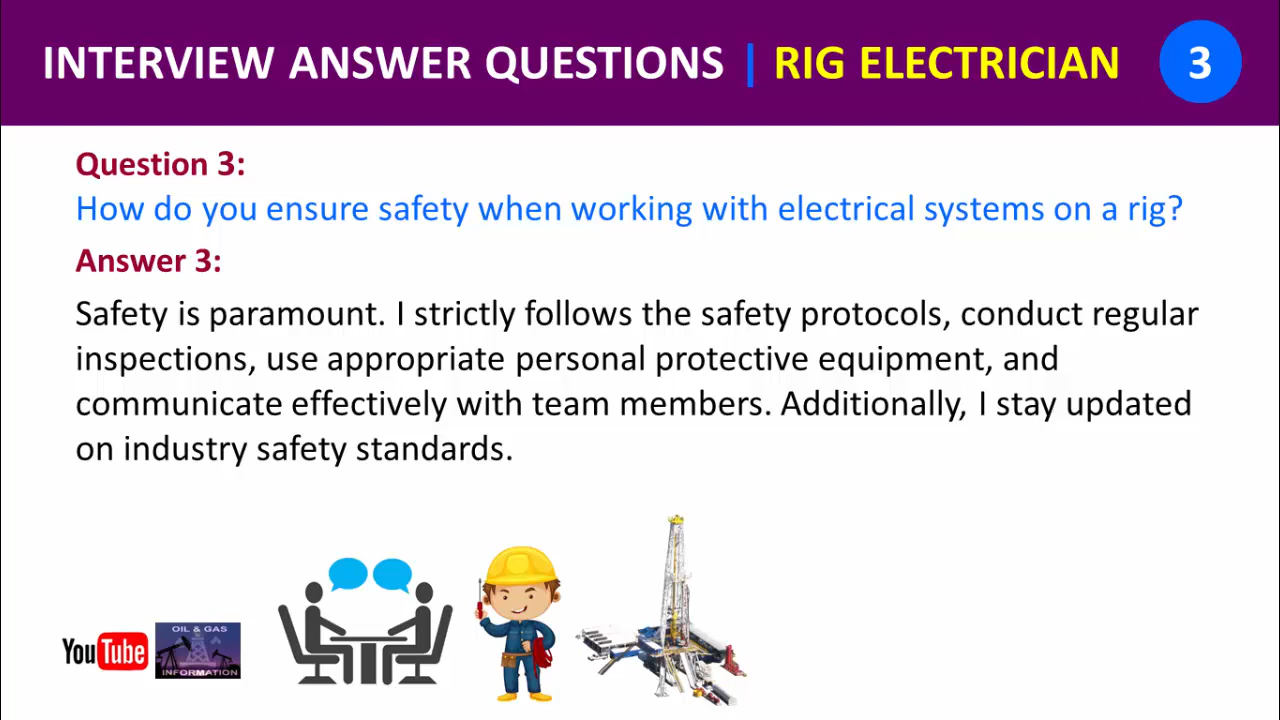 INTERVIEW ANSWER QUESTIONS | RIG ELECTRICIAN 3
Question 3:
How do you ensure safety when working with electrical systems on a rig?
Answer 3:
Safety is paramount. I strictly follows the safety protocols, conduct regular
inspections, use appropriate personal protective equipment, and
communicate effectively with team members. Additionally, I stay updated
on industry safety standards.
YouTube
OIL & GAS
INFORMATION